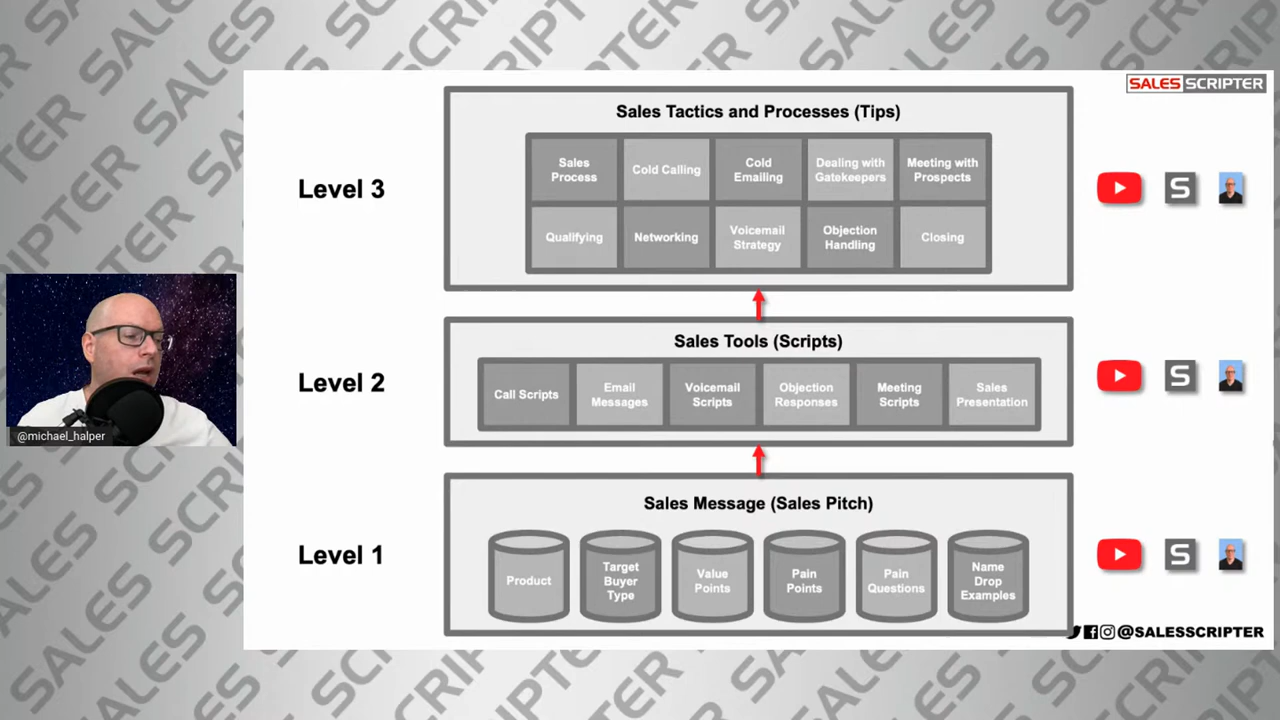 SALES SCRIPTER
Sales Tactics and Processes (Tips)
Level 3
Sales
Process
Cold Calling
Cold
Emailing
Dealing with
Gatekeepers
Meeting with
Prospects
Qualifying
Networking
Voicemail
Strategy
Objection
Handling
Closing
S
Sales Tools (Scripts)
Level 2
Call Scripts
Email
Messages
Voicemail
Scripts
Objection
Responses
Meeting
Scripts
Sales
Presentation
S
@michael_halper
Sales Message (Sales Pitch)
Level 1
Product
Target
Buyer
Type
Value
Points
Pain
Points
Pain
Questions
Name
Drop
Examples
S
@SALESSCRIPTER